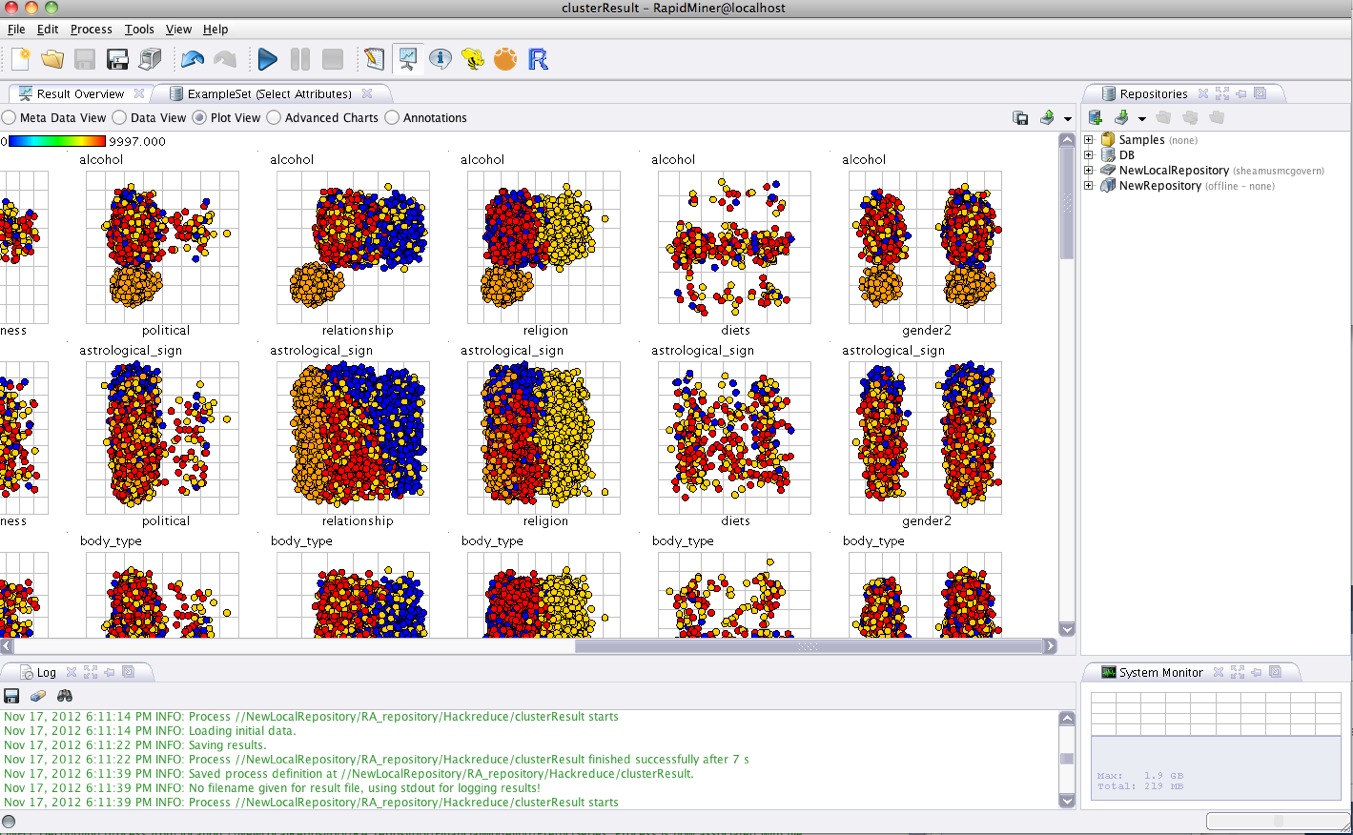 clusterResult – RapidMiner@localhost
File Edit Process Tools View Help
Result Overview ExampleSet (Select Attributes)
Meta Data View Data View Plot View Advanced Charts Annotations
0 9997.000
alcohol alcohol alcohol alcohol alcohol
ness political relationship religion diets gender2
astrological_sign astrological_sign astrological_sign astrological_sign astrological_sign
ness political relationship religion diets gender2
body_type body_type body_type body_type body_type
Repositories
Samples (none)
DB
NewLocalRepository (sheamusmcgovern)
NewRepository (offline – none)
Log
Nov 17, 2012 6:11:14 PM INFO: Process //NewLocalRepository/RA_repository/Hackreduce/clusterResult starts
Nov 17, 2012 6:11:14 PM INFO: Loading initial data.
Nov 17, 2012 6:11:22 PM INFO: Saving results.
Nov 17, 2012 6:11:22 PM INFO: Process //NewLocalRepository/RA_repository/Hackreduce/clusterResult finished successfully after 7 s
Nov 17, 2012 6:11:39 PM INFO: Saved process definition at //NewLocalRepository/RA_repository/Hackreduce/clusterResult.
Nov 17, 2012 6:11:39 PM INFO: No filename given for result file, using stdout for logging results!
Nov 17, 2012 6:11:39 PM INFO: Process //NewLocalRepository/RA_repository/Hackreduce/clusterResult starts
System Monitor
Max: 1.9 GB
Total: 219 MB